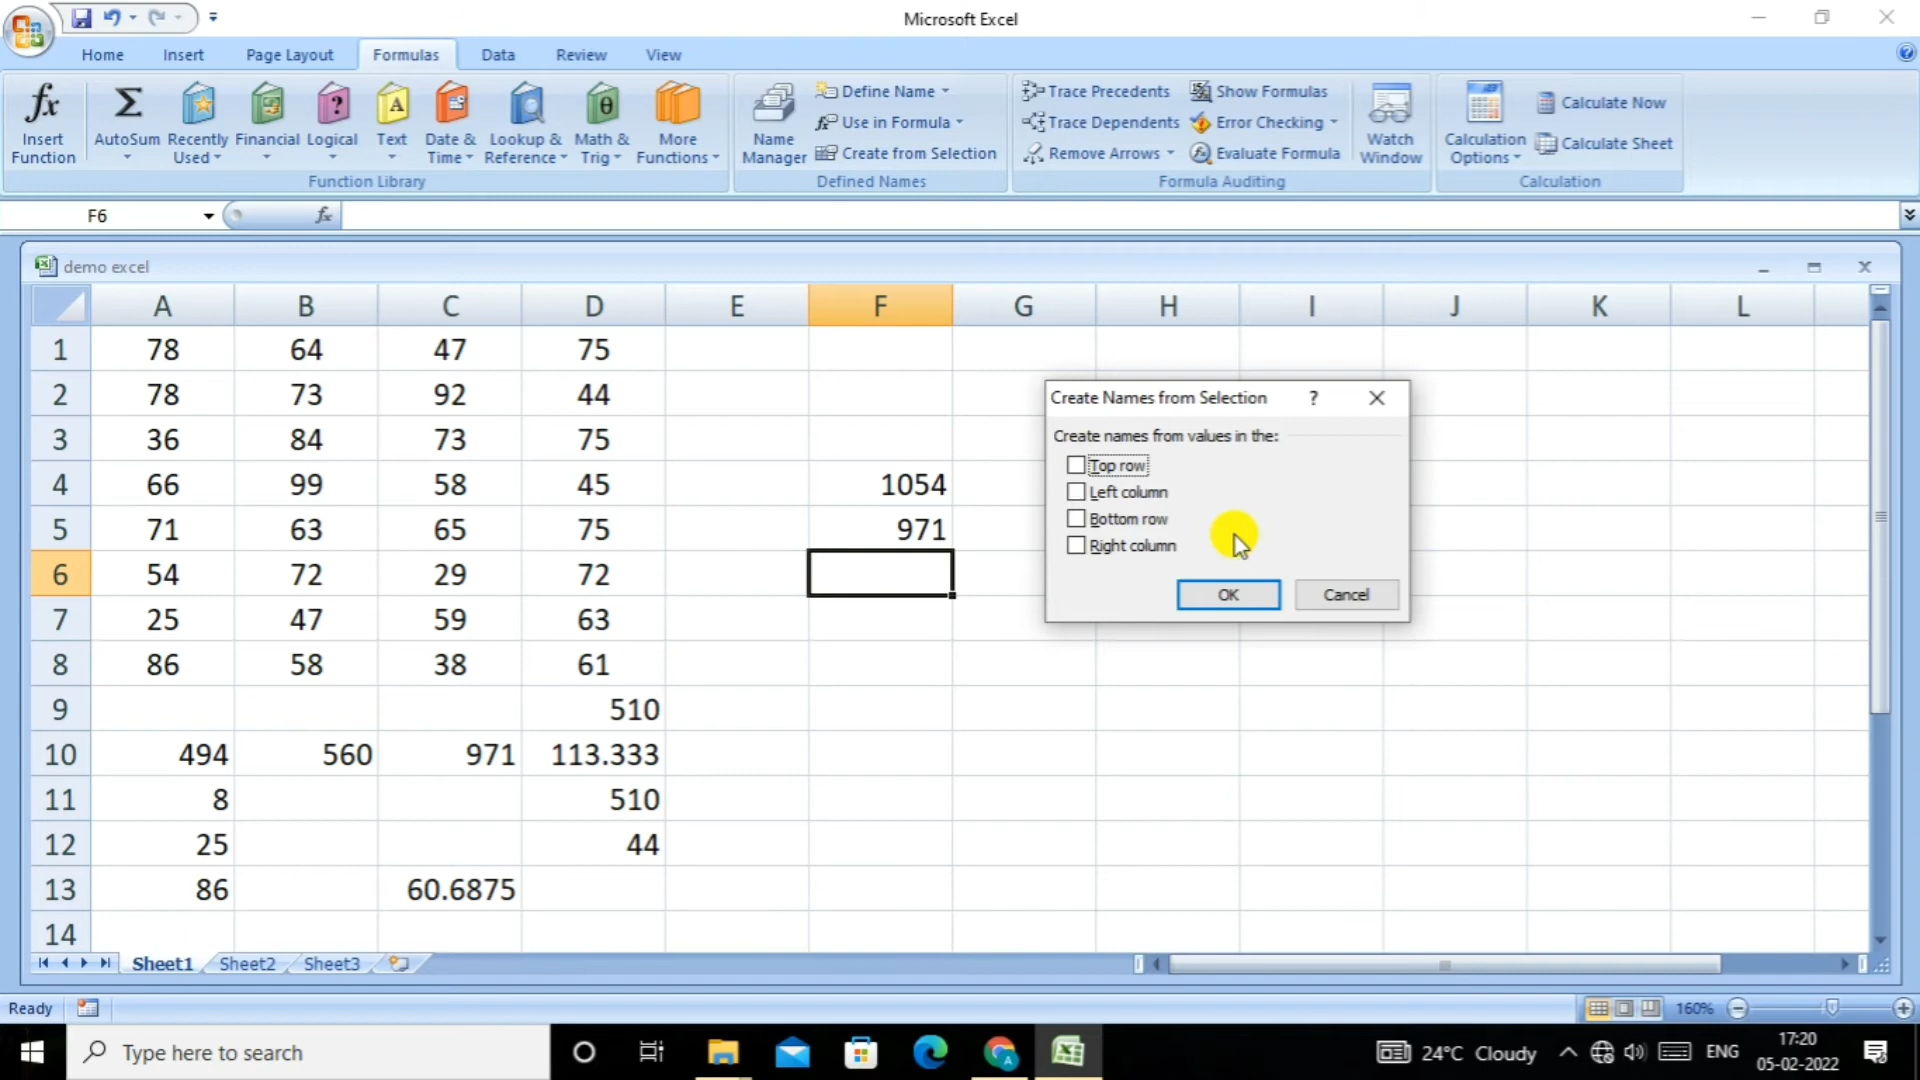 Microsoft Excel
Home Insert Page Layout Formulas Data Review View
fx Insert Function
Σ AutoSum
Recently Used
Financial
Logical
A Text
Date & Time
Lookup & Reference
θ Math & Trig
More Functions
Function Library
Name Manager
Define Name
Use in Formula
Create from Selection
Defined Names
Trace Precedents
Trace Dependents
Remove Arrows
Show Formulas
Error Checking
Evaluate Formula
Watch Window
Formula Auditing
Calculation Options
Calculate Now
Calculate Sheet
Calculation
F6 fx
demo excel
A B C D E F G H I J K L
1 78 64 47 75
2 78 73 92 44
3 36 84 73 75
4 66 99 58 45 1054
5 71 63 65 75 971
6 54 72 29 72
7 25 47 59 63
8 86 58 38 61
9 510
10 494 560 971 113.333
11 8 510
12 25 44
13 86 60.6875
14
Create Names from Selection ?
Create names from values in the:
Top row
Left column
Bottom row
Right column
OK Cancel
Sheet1 Sheet2 Sheet3
Ready 160%
Type here to search
24°C Cloudy ENG 17:20
05-02-2022